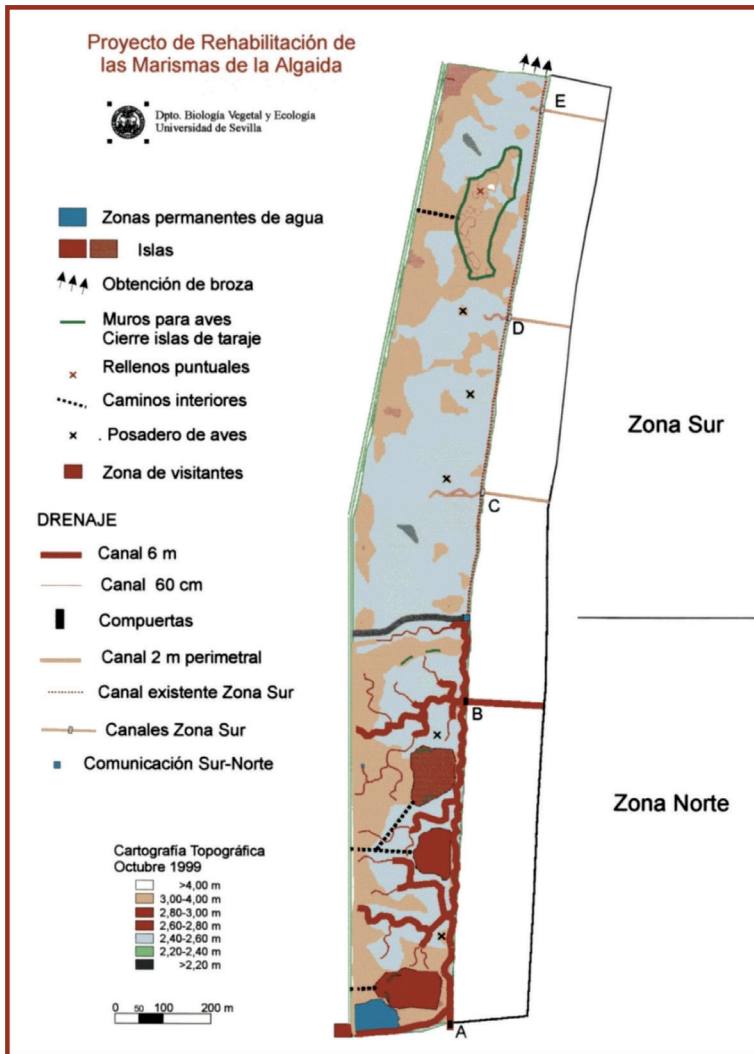 Proyecto de Rehabilitación de
las Marismas de la Algaida
Dpto. Biología Vegetal y Ecología
Universidad de Sevilla
Zonas permanentes de agua
Islas
Obtención de broza
Muros para aves
Cierre islas de taraje
Rellenos puntuales
Caminos interiores
. Posadero de aves
Zona de visitantes
DRENAJE
Canal 6 m
Canal 60 cm
Compuertas
Canal 2 m perimetral
Canal existente Zona Sur
Canales Zona Sur
Comunicación Sur-Norte
Cartografía Topográfica
Octubre 1999
>4,00 m
3,00-4,00 m
2,80-3,00 m
2,60-2,80 m
2,40-2,60 m
2,20-2,40 m
>2,20 m
0 50 100 200 m
E
D
C
B
A
Zona Sur
Zona Norte